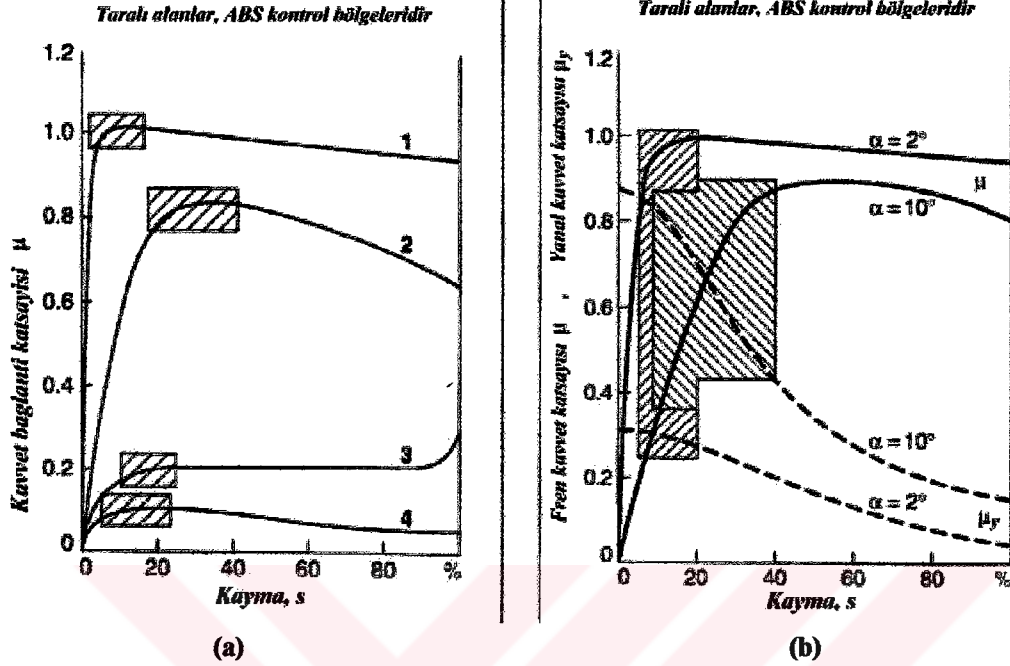 Taralı alanlar, ABS kontrol bölgeleridir
Kuvvet baglanti katsayisi μ
1.2
1.0
0.8
0.6
0.4
0.2
0
1
2
3
4
0 20 40 60 80 %
Kayma, s
(a)
Taralı alanlar, ABS kontrol bölgeleridir
Fren kuvvet katsayısı μ , Yanal kuvvet katsayısı μy
1.2
1.0
0.8
0.6
0.4
0.2
0
α = 2°
μ
α = 10°
α = 10°
α = 2°
μy
0 20 40 60 80 %
Kayma, s
(b)